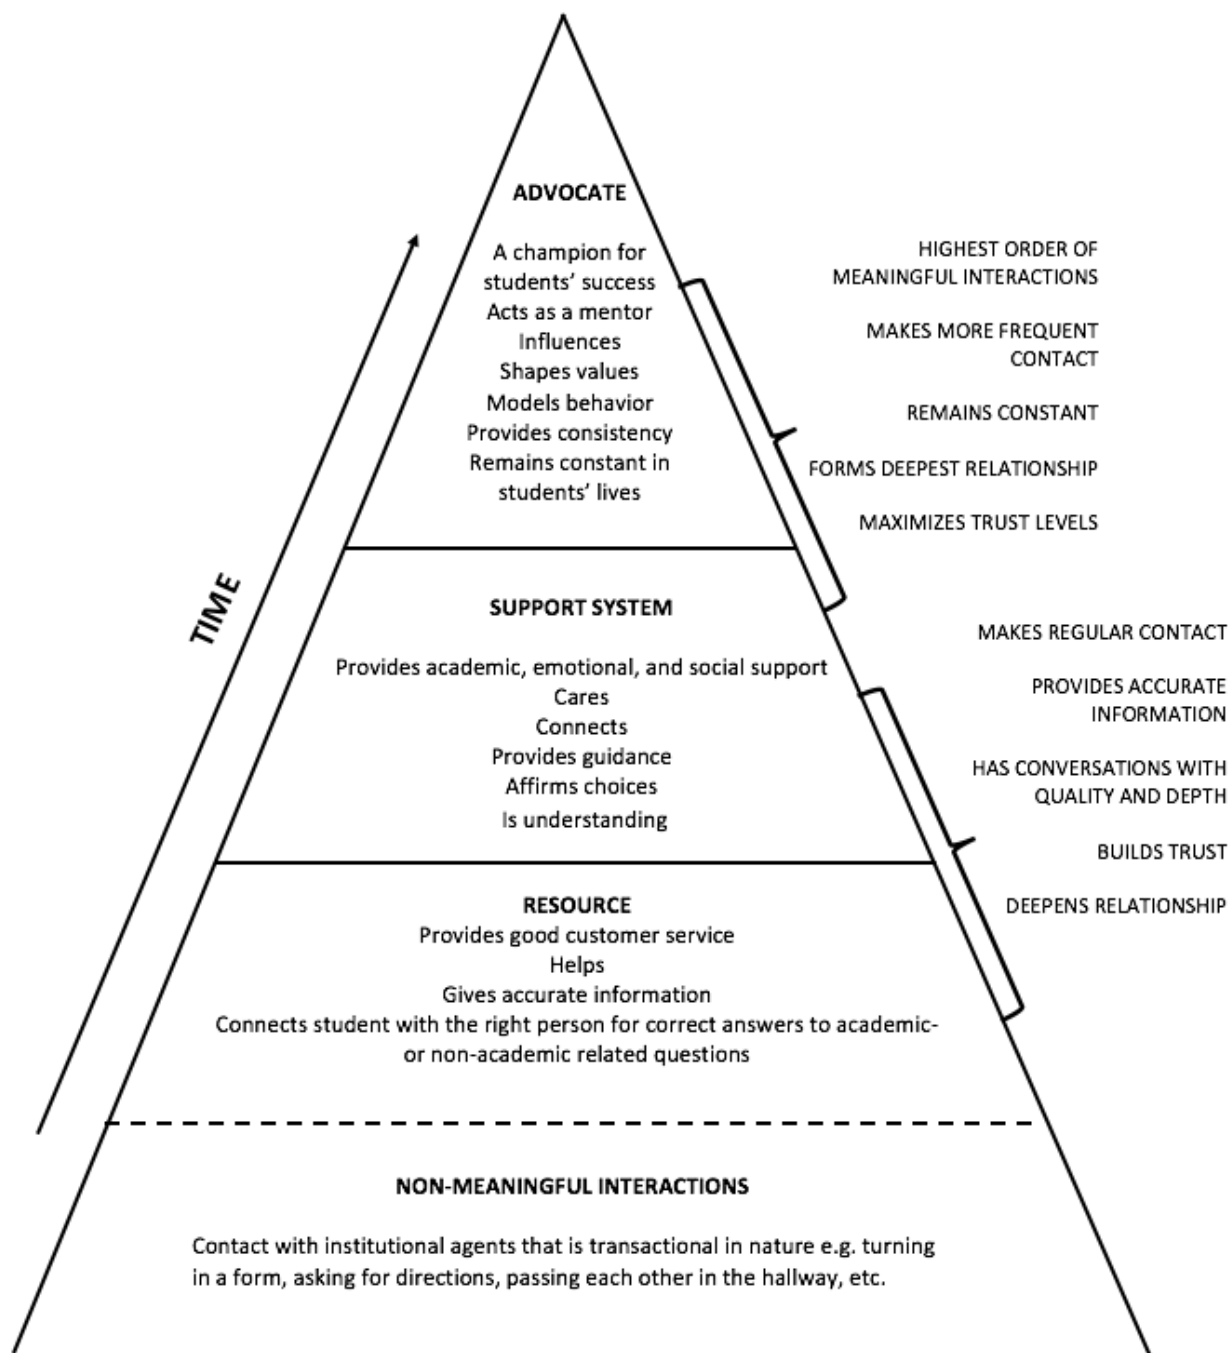 ADVOCATE
A champion for
students’ success
Acts as a mentor
Influences
Shapes values
Models behavior
Provides consistency
Remains constant in
students’ lives
HIGHEST ORDER OF
MEANINGFUL INTERACTIONS
MAKES MORE FREQUENT
CONTACT
REMAINS CONSTANT
FORMS DEEPEST RELATIONSHIP
MAXIMIZES TRUST LEVELS
TIME
SUPPORT SYSTEM
Provides academic, emotional, and social support
Cares
Connects
Provides guidance
Affirms choices
Is understanding
MAKES REGULAR CONTACT
PROVIDES ACCURATE
INFORMATION
HAS CONVERSATIONS WITH
QUALITY AND DEPTH
BUILDS TRUST
DEEPENS RELATIONSHIP
RESOURCE
Provides good customer service
Helps
Gives accurate information
Connects student with the right person for correct answers to academic-
or non-academic related questions
NON-MEANINGFUL INTERACTIONS
Contact with institutional agents that is transactional in nature e.g. turning
in a form, asking for directions, passing each other in the hallway, etc.